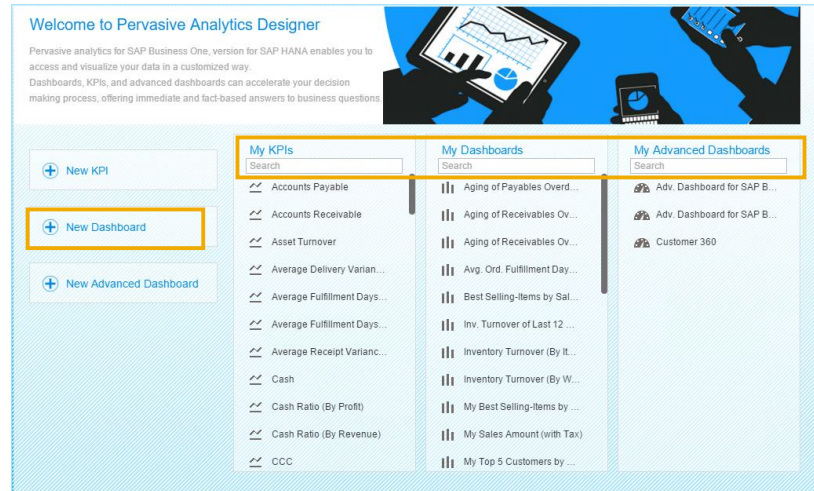 Welcome to Pervasive Analytics Designer
Pervasive analytics for SAP Business One, version for SAP HANA enables you to
access and visualize your data in a customized
way.
Dashboards, KPIs, and advanced dashboards can accelerate your decision
making process, offering immediate and fact-based answers to business questions.
New KPI
New Dashboard
New Advanced Dashboard
My KPIs
Search
Accounts Payable
Accounts Receivable
Asset Turnover
Average Delivery Varian...
Average Fulfillment Days...
Average Fulfillment Days...
Average Receipt Varianc...
Cash
Cash Ratio (By Profit)
Cash Ratio (By Revenue)
CCC
My Dashboards
Search
Aging of Payables Overd...
Aging of Receivables Ov...
Aging of Receivables Ov...
Avg. Ord. Fulfillment Day...
Best Selling-Items by Sal...
Inv. Turnover of Last 12 ...
Inventory Turnover (By It...
Inventory Turnover (By W...
My Best Selling-Items by ...
My Sales Amount (with Tax)
My Top 5 Customers by ...
My Advanced Dashboards
Search
Adv. Dashboard for SAP B...
Adv. Dashboard for SAP B...
Customer 360